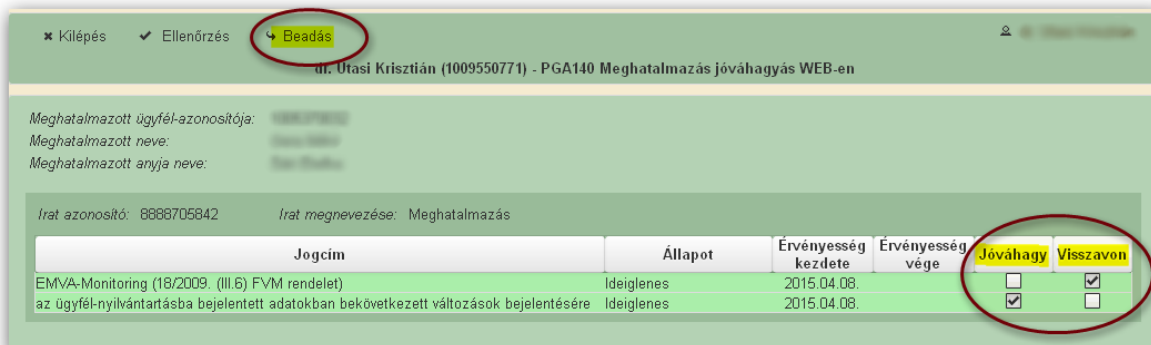 Kilépés Ellenőrzés Beadás
dr. Utasi Krisztián (1009550771) - PGA140 Meghatalmazás jóváhagyás WEB-en
Meghatalmazott ügyfél-azonosítója:
Meghatalmazott neve:
Meghatalmazott anyja neve:
Irat azonosító: 8888705842 Irat megnevezése: Meghatalmazás
Jogcím Állapot Érvényesség kezdete Érvényesség vége Jóváhagy Visszavon
EMVA-Monitoring (18/2009. (III.6) FVM rendelet) Ideiglenes 2015.04.08.
az ügyfél-nyilvántartásba bejelentett adatokban bekövetkezett változások bejelentésére Ideiglenes 2015.04.08.